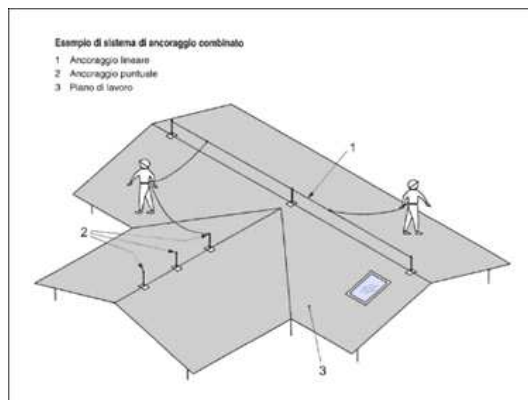 Esempio di sistema di ancoraggio combinato
1 Ancoraggio lineare
2 Ancoraggio puntuale
3 Piano di lavoro
1
2
3